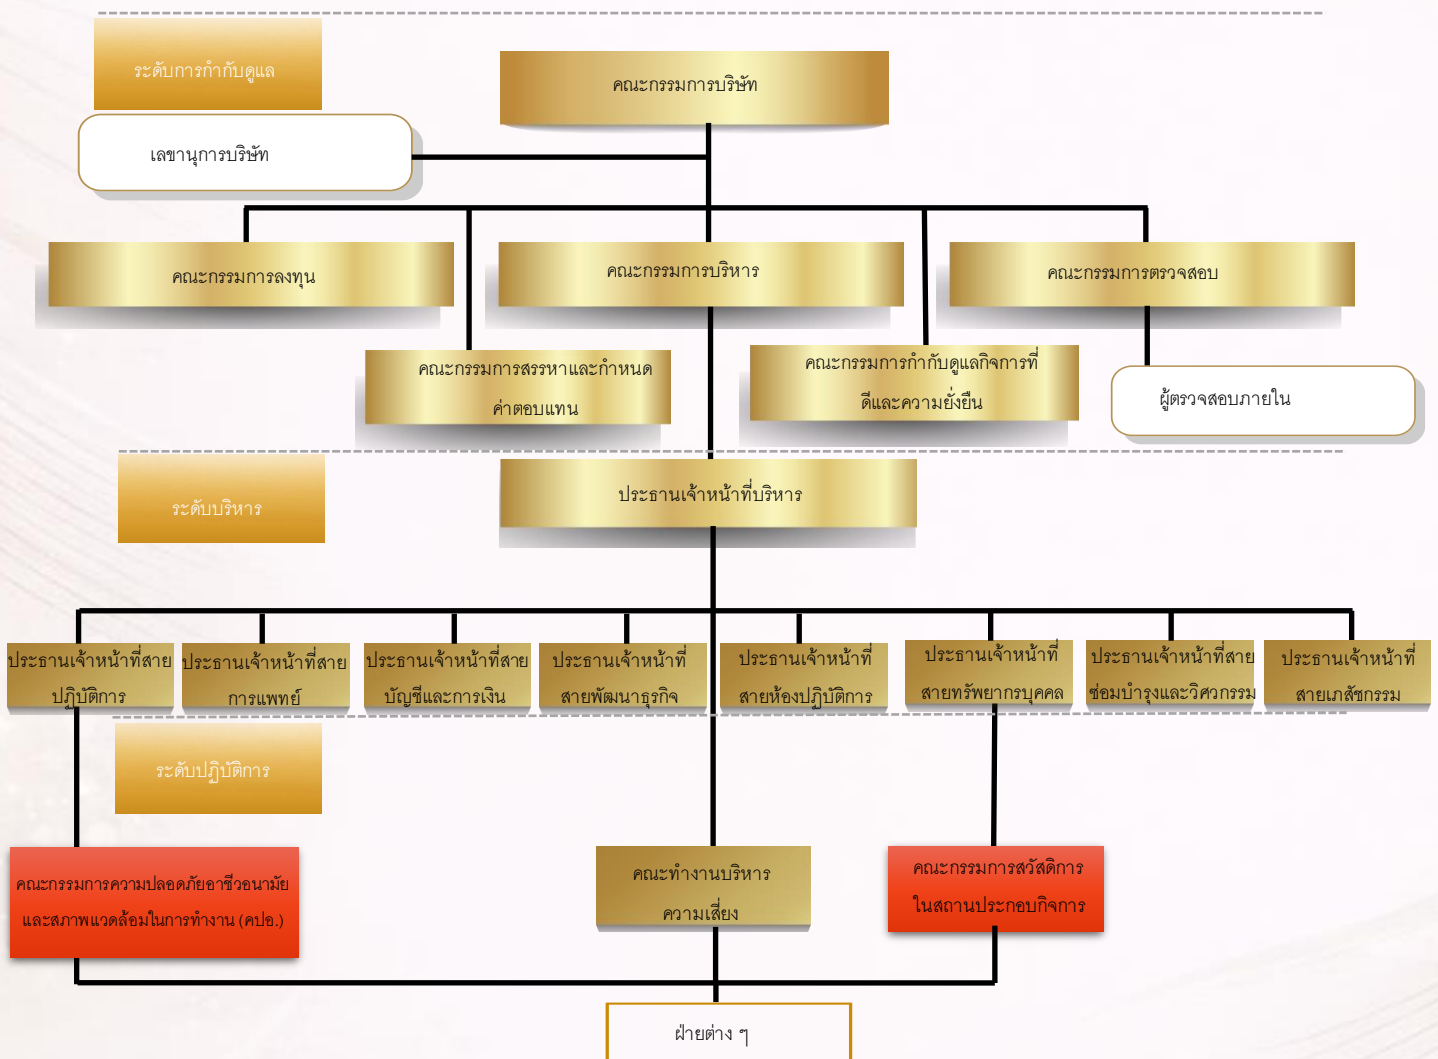 ระดับการกำกับดูแล
คณะกรรมการบริษัท
เลขานุการบริษัท
คณะกรรมการลงทุน
คณะกรรมการบริหาร
คณะกรรมการตรวจสอบ
คณะกรรมการสรรหาและกำหนด
ค่าตอบแทน
คณะกรรมการกำกับดูแลกิจการที่
ดีและความยั่งยืน
ผู้ตรวจสอบภายใน
ระดับบริหาร
ประธานเจ้าหน้าที่บริหาร
ประธานเจ้าหน้าที่สาย
ปฏิบัติการ
ประธานเจ้าหน้าที่สาย
การแพทย์
ประธานเจ้าหน้าที่สาย
บัญชีและการเงิน
ประธานเจ้าหน้าที่
สายพัฒนาธุรกิจ
ประธานเจ้าหน้าที่
สายห้องปฏิบัติการ
ประธานเจ้าหน้าที่
สายทรัพยากรบุคคล
ประธานเจ้าหน้าที่สาย
ซ่อมบำรุงและวิศวกรรม
ประธานเจ้าหน้าที่
สายเภสัชกรรม
ระดับปฏิบัติการ
คณะกรรมการความปลอดภัยอาชีวอนามัย
และสภาพแวดล้อมในการทำงาน (คปอ.)
คณะทำงานบริหาร
ความเสี่ยง
คณะกรรมการสวัสดิการ
ในสถานประกอบกิจการ
ฝ่ายต่าง ๆ